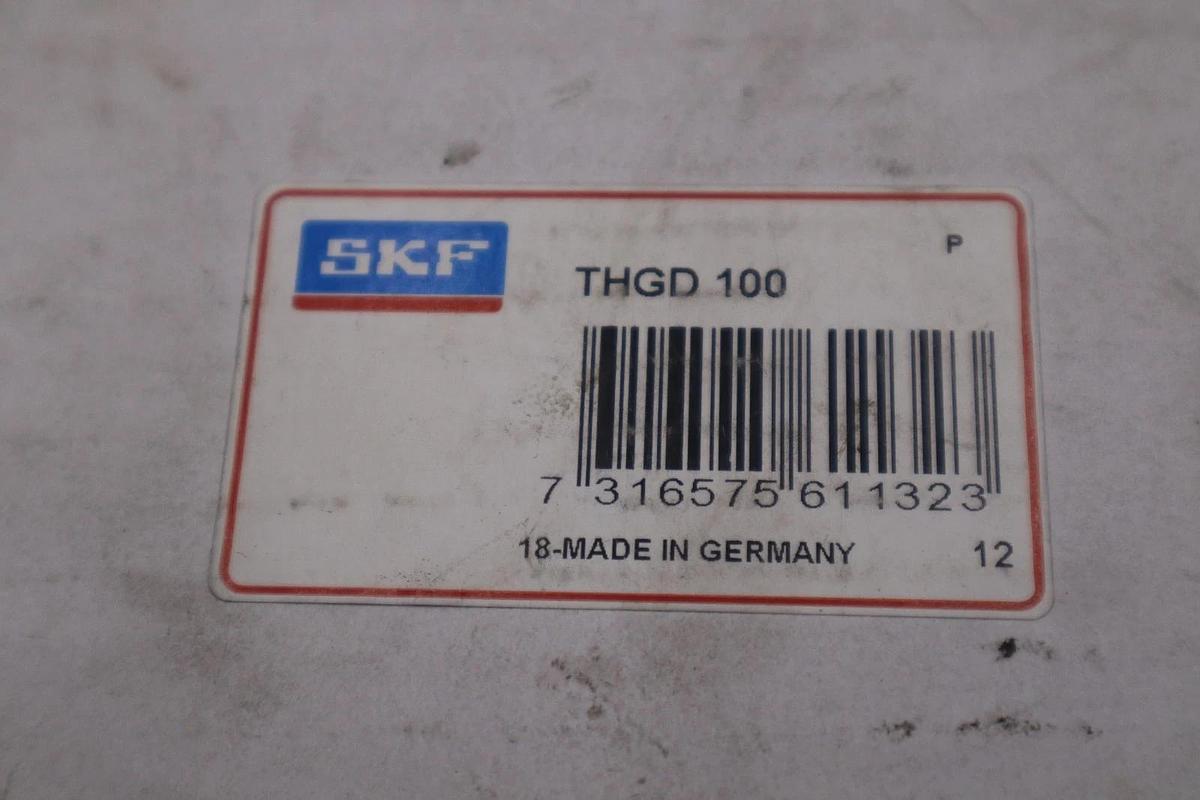 SKF
P
THGD 100
7 316575 611323
18-MADE IN GERMANY 12